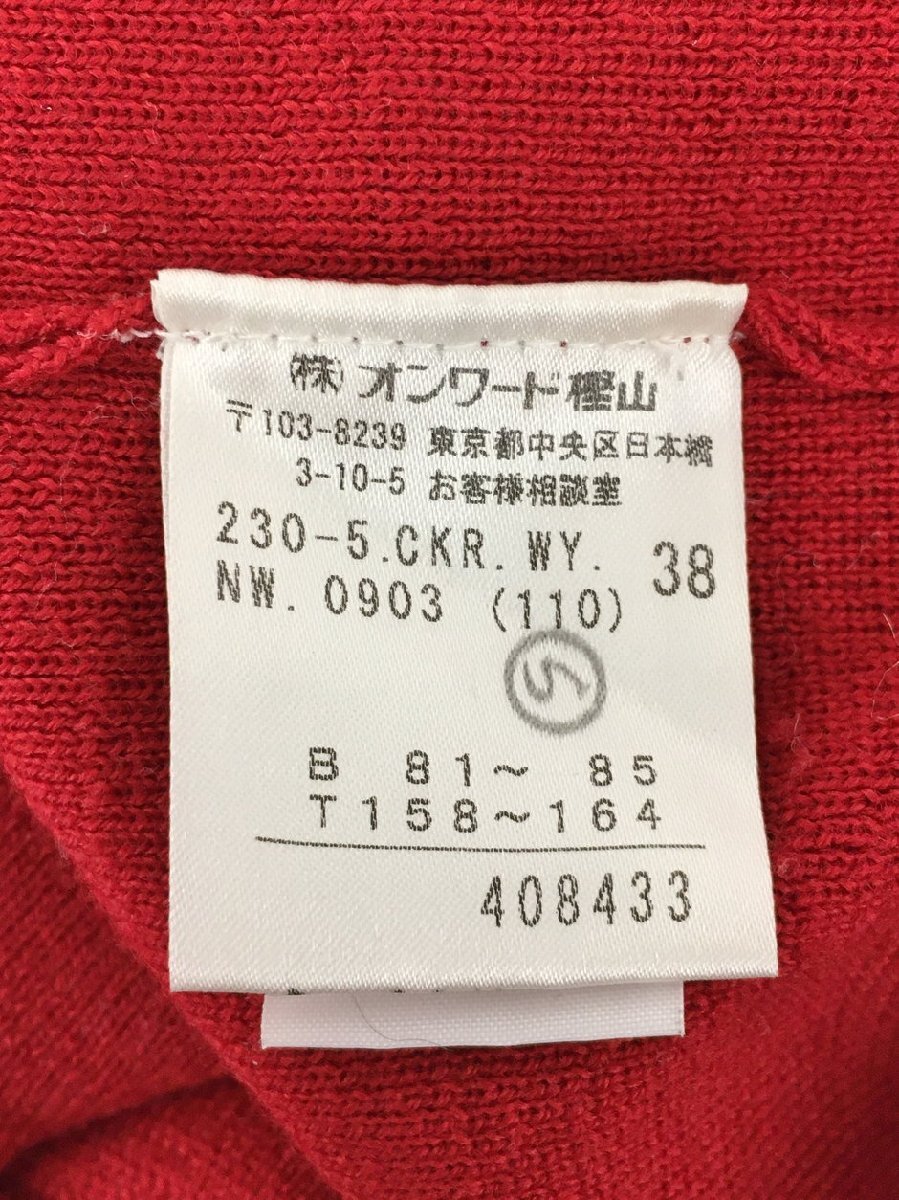 (株)オンワード樫山
〒103-8239 東京都中央区日本橋
3-10-5 お客様相談室
230-5.CKR.WY. 38
NW. 0903 (110)
B 81～ 85
T158～164
408433